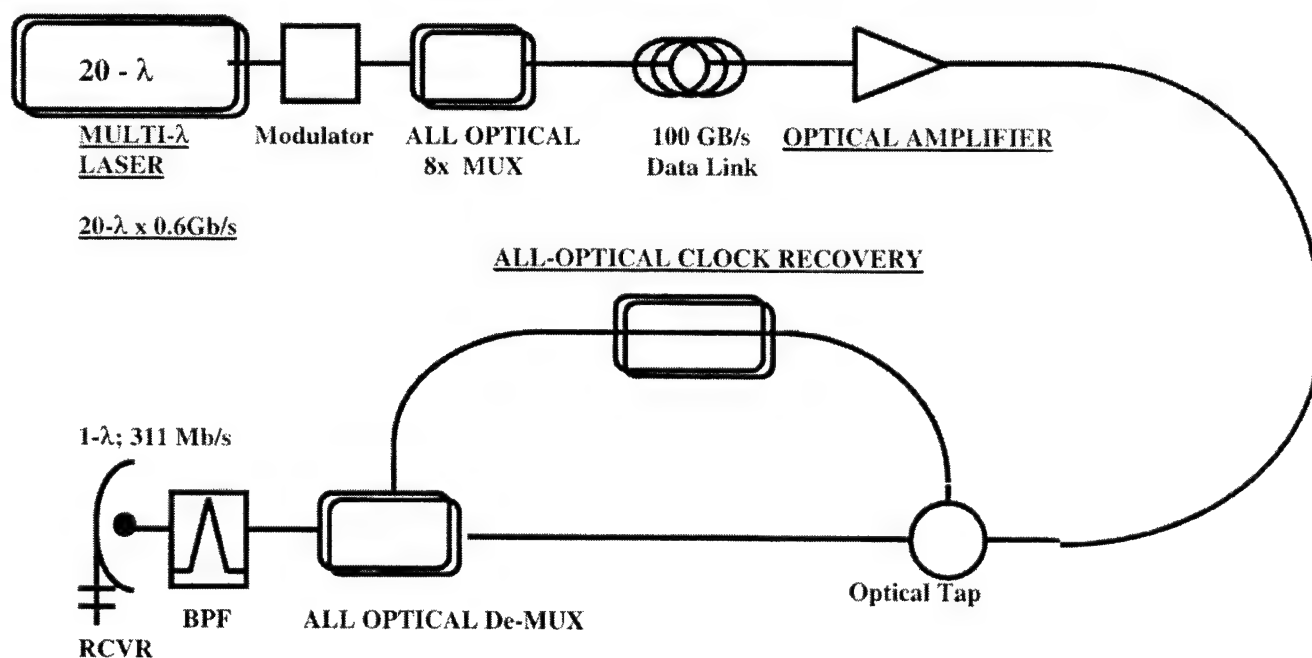 20 - λ
MULTI-λ
LASER
20-λ x 0.6Gb/s
Modulator
ALL OPTICAL
8x MUX
100 GB/s
Data Link
OPTICAL AMPLIFIER
ALL-OPTICAL CLOCK RECOVERY
1-λ; 311 Mb/s
RCVR
BPF
ALL OPTICAL De-MUX
Optical Tap